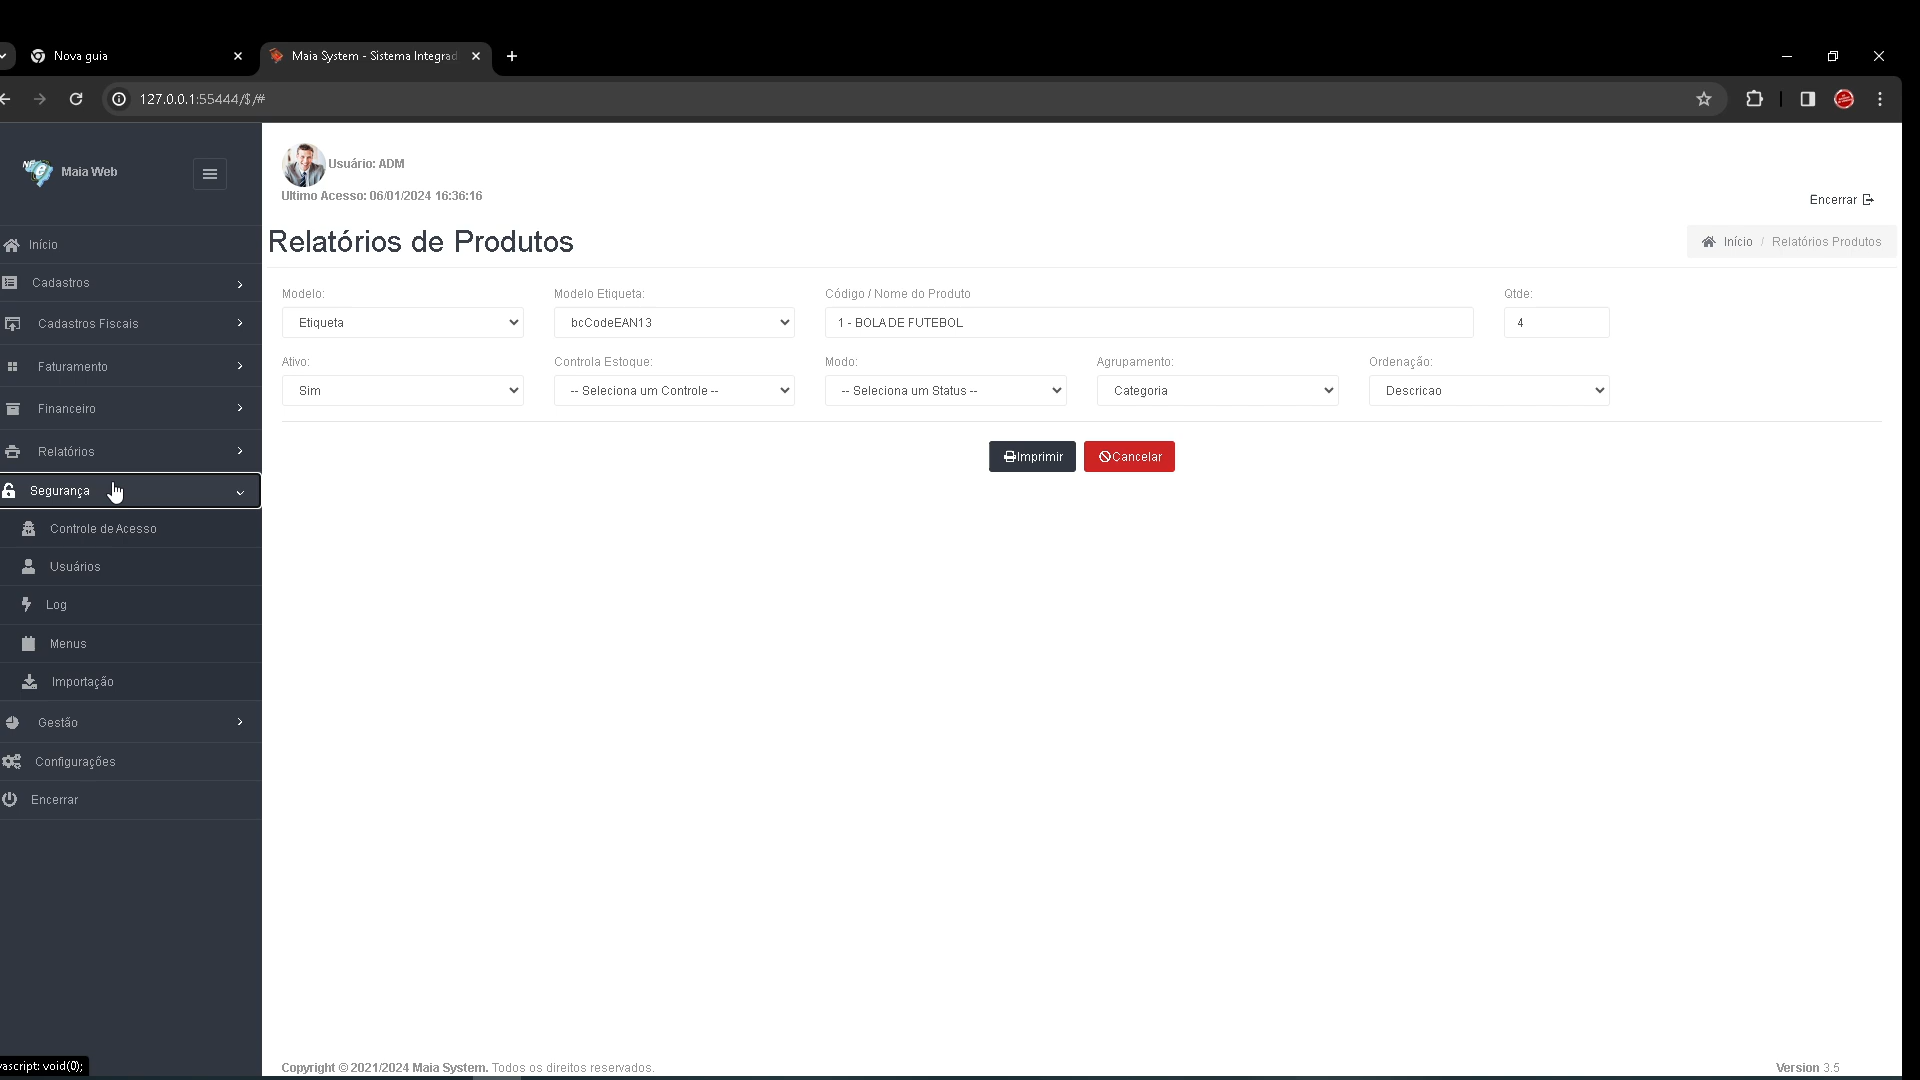 Nova guia
Maia System - Sistema Integrad
127.0.0.1:55444/$/#
Maia Web
Usuário: ADM
Ultimo Acesso: 06/01/2024 16:36:16
Encerrar
Relatórios de Produtos
Início / Relatórios Produtos
Início
Cadastros
Cadastros Fiscais
Faturamento
Financeiro
Relatórios
Segurança
Controle de Acesso
Usuários
Log
Menus
Importação
Gestão
Configurações
Encerrar
Modelo:
Modelo Etiqueta:
Código / Nome do Produto
Qtde:
Etiqueta
bcCodeEAN13
1 - BOLA DE FUTEBOL
4
Ativo:
Controla Estoque:
Modo:
Agrupamento:
Ordenação:
Sim
-- Seleciona um Controle --
-- Seleciona um Status --
Categoria
Descricao
Imprimir
Cancelar
vascript: void(0);
Copyright © 2021/2024 Maia System. Todos os direitos reservados.
Version 3.5